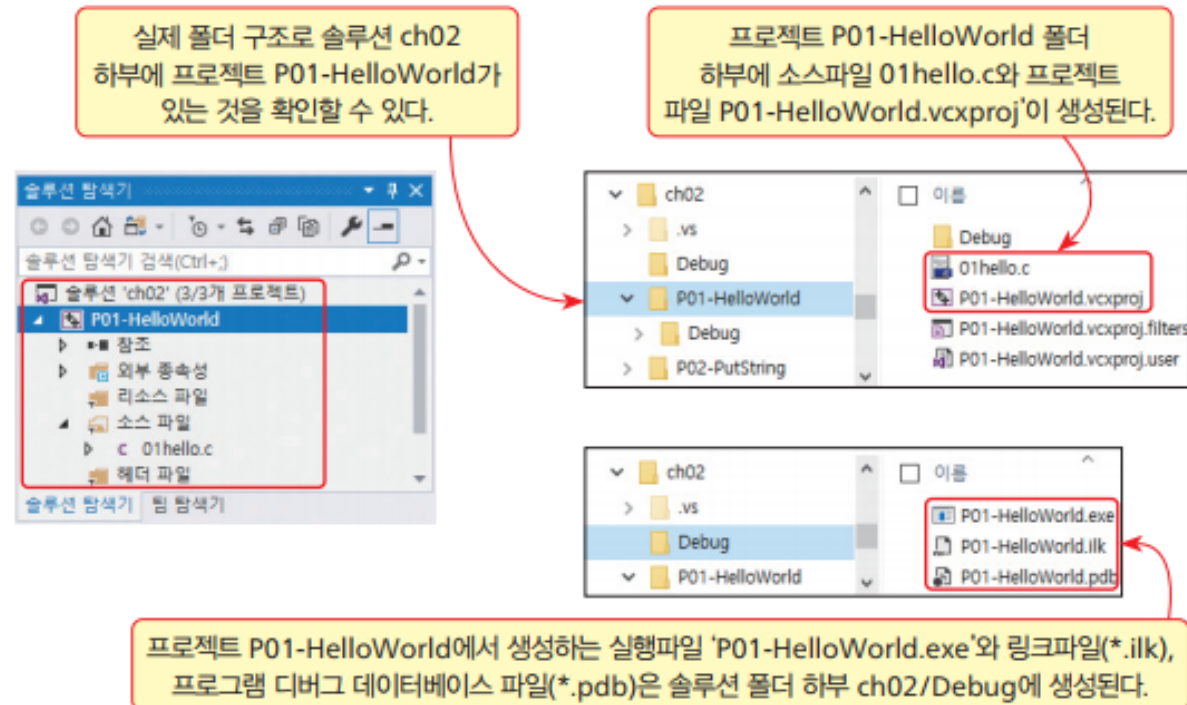 실제 폴더 구조로 솔루션 ch02
하부에 프로젝트 P01-HelloWorld가
있는 것을 확인할 수 있다.
프로젝트 P01-HelloWorld 폴더
하부에 소스파일 01hello.c와 프로젝트
파일 P01-HelloWorld.vcxproj'이 생성된다.
솔루션 탐색기
솔루션 탐색기 검색(Ctrl+;)
솔루션 'ch02' (3/3개 프로젝트)
P01-HelloWorld
참조
외부 종속성
리소스 파일
소스 파일
c 01hello.c
헤더 파일
솔루션 탐색기 팀 탐색기
ch02
.vs
Debug
P01-HelloWorld
Debug
P02-PutString
이름
Debug
01hello.c
P01-HelloWorld.vcxproj
P01-HelloWorld.vcxproj.filters
P01-HelloWorld.vcxproj.user
ch02
.vs
Debug
P01-HelloWorld
이름
P01-HelloWorld.exe
P01-HelloWorld.ilk
P01-HelloWorld.pdb
프로젝트 P01-HelloWorld에서 생성하는 실행파일 'P01-HelloWorld.exe'와 링크파일(*.ilk),
프로그램 디버그 데이터베이스 파일(*.pdb)은 솔루션 폴더 하부 ch02/Debug에 생성된다.